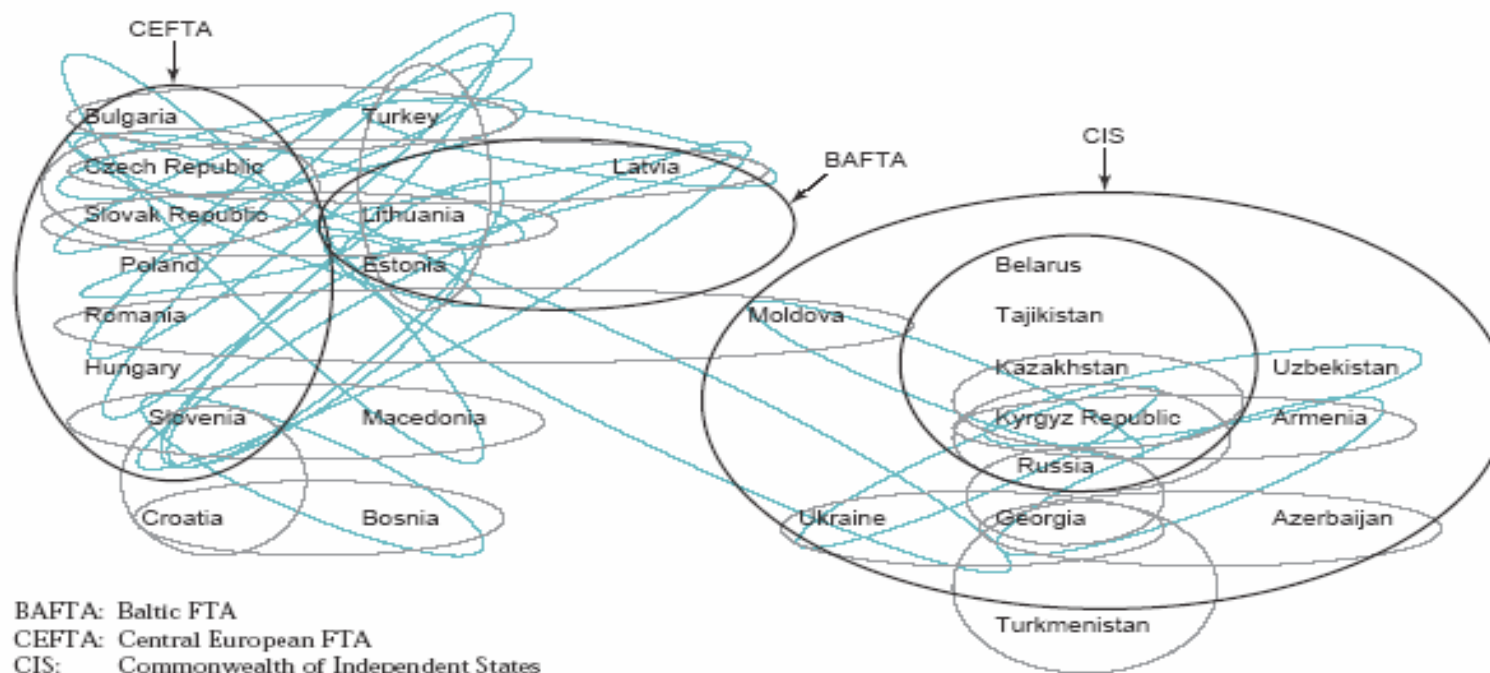 CEFTA
Bulgaria Turkey
CIS
Czech Republic Latvia BAFTA
Slovak Republic Lithuania
Poland Estonia Belarus
Romania Moldova Tajikistan
Hungary Kazakhstan Uzbekistan
Slovenia Macedonia Kyrgyz Republic Armenia
Russia
Croatia Bosnia Ukraine Georgia Azerbaijan
BAFTA: Baltic FTA
CEFTA: Central European FTA
Turkmenistan
CIS: Commonwealth of Independent States